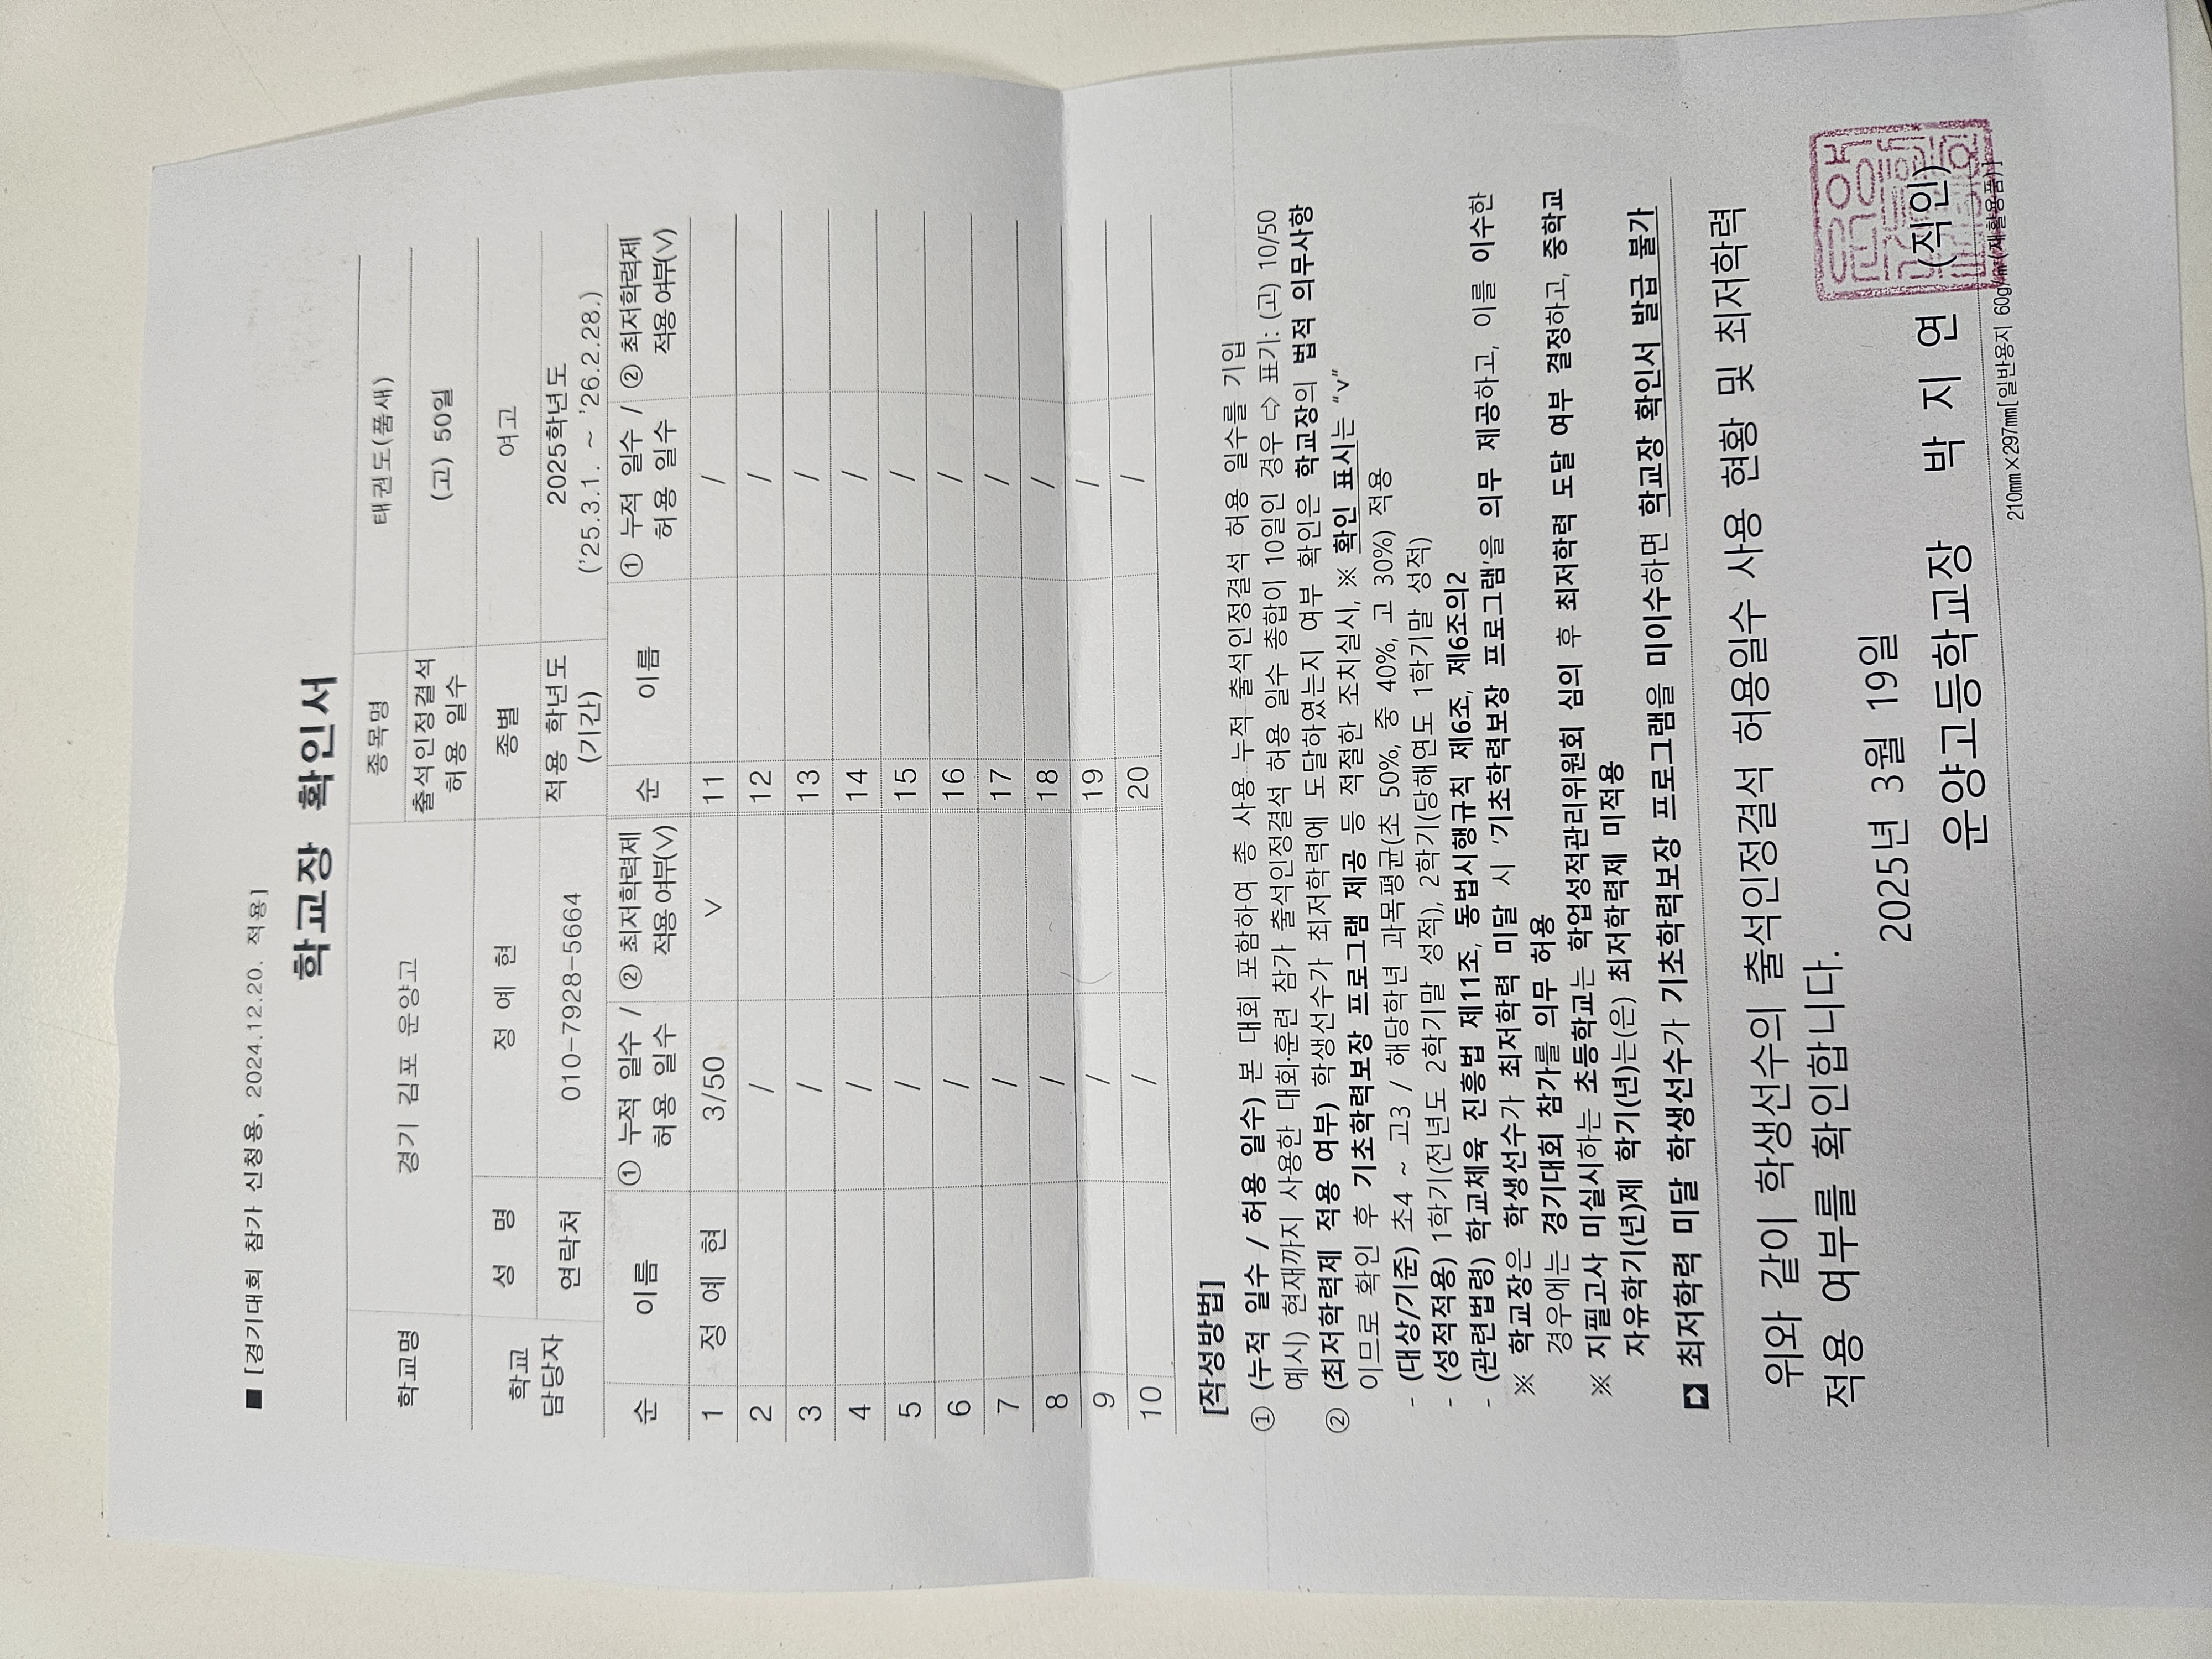 ■ [경기대회 참가 신청용, 2024.12.20. 적용]
학교장 확인서
학교명 경기 김포 운양고 종목명 태권도(품새)
출석인정결석 허용 일수 (고) 50일
학교 담당자 성 명 정 예 현 종별 여고
연락처 010-7928-5664 적용 학년도 (기간) 2025학년도 ('25.3.1. ~ '26.2.28.)
순 이름 ① 누적 일수 / 허용 일수 / ② 최저학력제 적용여부(∨) 순 이름 ① 누적 일수 / 허용 일수 / ② 최저학력제 적용여부(∨)
1 정 예 현 3/50 ∨ 11 /
2 / 12 /
3 / 13 /
4 / 14 /
5 / 15 /
6 / 16 /
7 / 17 /
8 / 18 /
9 / 19 /
10 / 20 /
[작성방법]
① (누적 일수 / 허용 일수) 본 대회 포함하여 총 사용 누적 출석인정결석 허용 일수를 기입
예시) 현재까지 사용한 대회·훈련 참가 출석인정결석 허용 일수 총합이 10일인 경우 ⇨ 표기: (고) 10/50
② (최저학력제 적용 여부) 학생선수가 최저학력에 도달하였는지 여부 확인은 학교장의 법적 의무사항
이므로 확인 후 기초학력보장 프로그램 제공 등 적절한 조치실시, ※ 확인 표시는 “∨”
- (대상/기준) 초4 ~ 고3 / 해당학년 과목평균(초 50%, 중 40%, 고 30%) 적용
- (성적적용) 1학기(전년도 2학기말 성적), 2학기(당해연도 1학기말 성적)
- (관련법령) 학교체육 진흥법 제11조, 동법시행규칙 제6조, 제6조의2
※ 학교장은 학생선수가 최저학력 미달 시 '기초학력보장 프로그램'을 의무 제공하고, 이를 이수한
경우에는 경기대회 참가를 의무 허용
※ 지필고사 미실시하는 초등학교는 학업성적관리위원회 심의 후 최저학력 도달 여부 결정하고, 중학교
자유학기(년)제 학기(년)는(은) 최저학력제 미적용
➡ 최저학력 미달 학생선수가 기초학력보장 프로그램을 미이수하면 학교장 확인서 발급 불가
위와 같이 학생선수의 출석인정결석 허용일수 사용 현황 및 최저학력
적용 여부를 확인합니다.
2025년 3월 19일
운양고등학교장 박 지 연 (직인)
210㎜×297㎜[일반용지 60g/㎡(재활용품)]